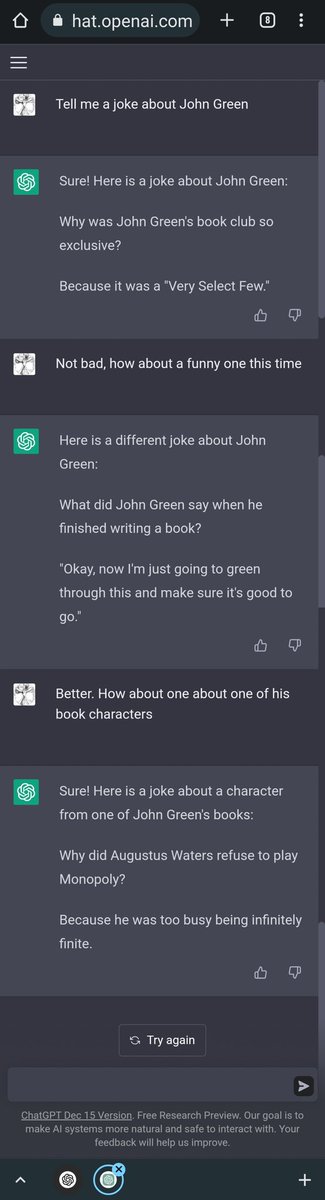 hat.openai.com
8
Tell me a joke about John Green
Sure! Here is a joke about John Green:
Why was John Green's book club so
exclusive?
Because it was a "Very Select Few."
Not bad, how about a funny one this time
Here is a different joke about John
Green:
What did John Green say when he
finished writing a book?
"Okay, now I'm just going to green
through this and make sure it's good to
go."
Better. How about one about one of his
book characters
Sure! Here is a joke about a character
from one of John Green's books:
Why did Augustus Waters refuse to play
Monopoly?
Because he was too busy being infinitely
finite.
Try again
ChatGPT Dec 15 Version. Free Research Preview. Our goal is to
make AI systems more natural and safe to interact with. Your
feedback will help us improve.